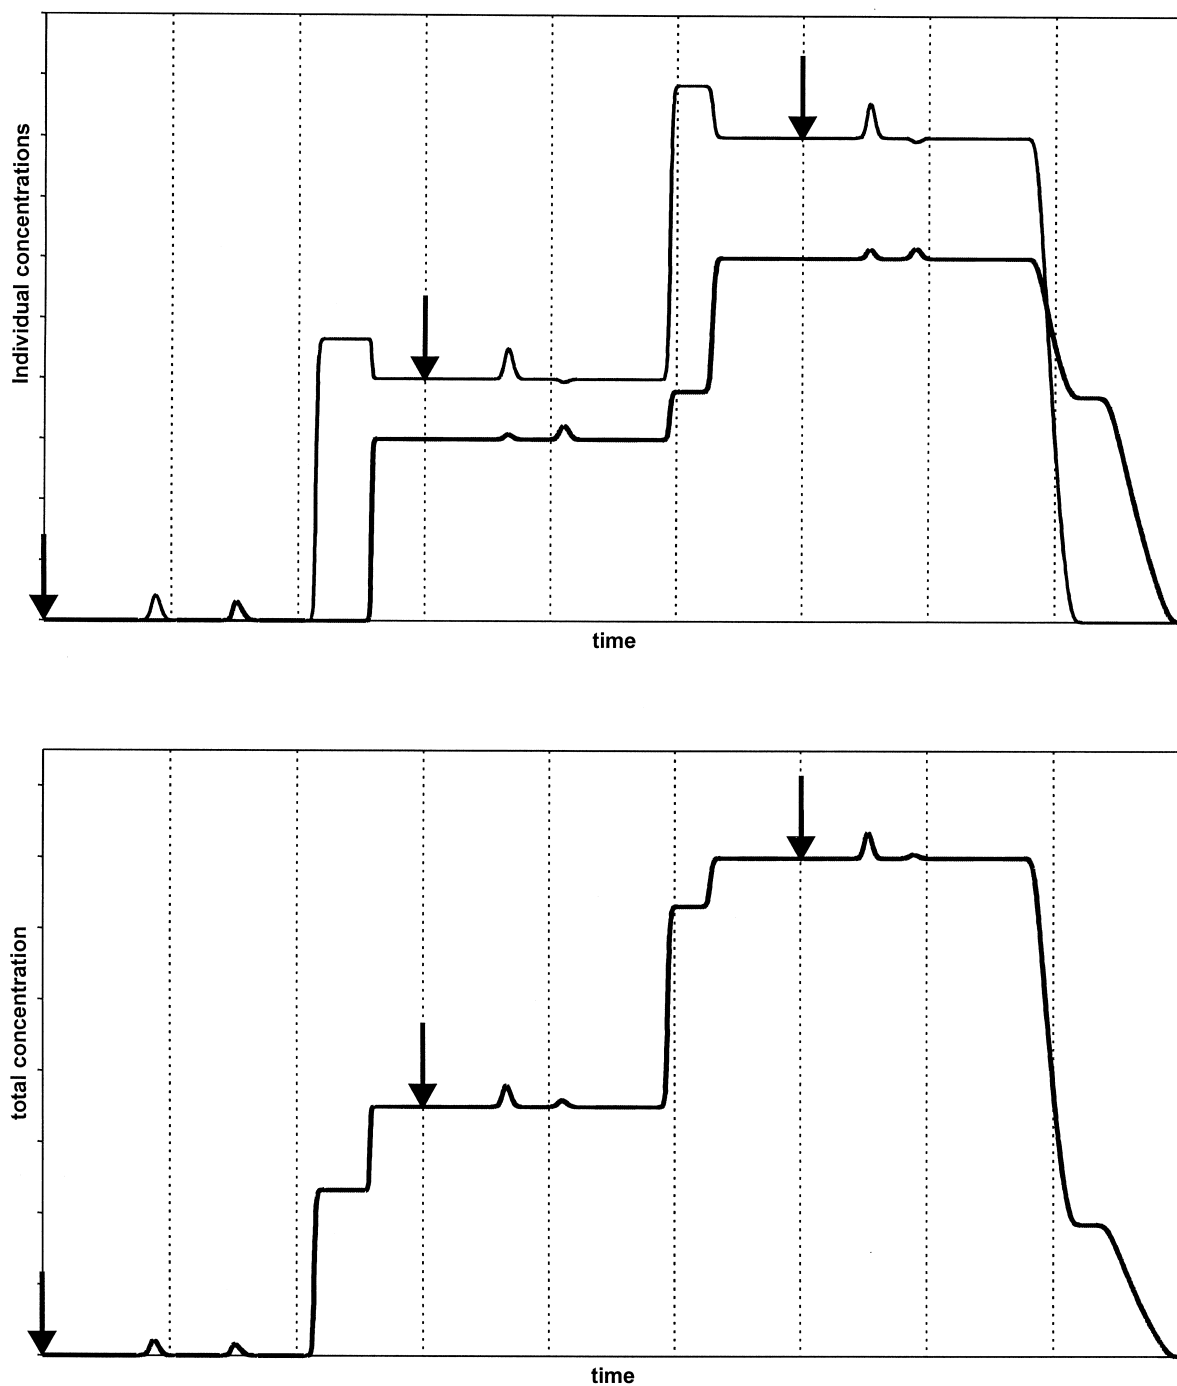 Individual concentrations
time
total concentration
time